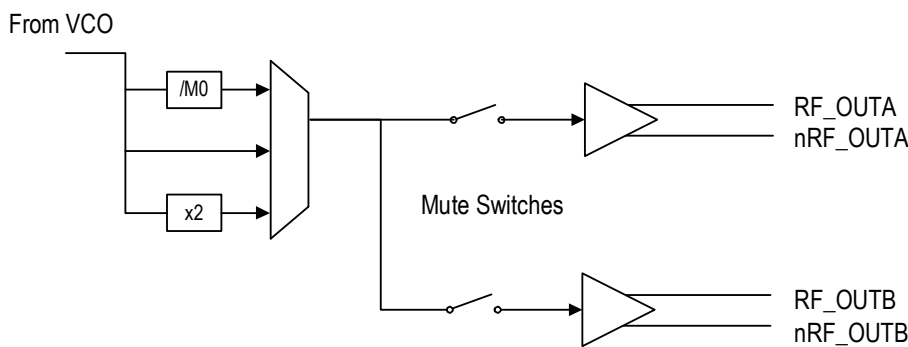 From VCO
/M0
x2
Mute Switches
RF_OUTA
nRF_OUTA
RF_OUTB
nRF_OUTB